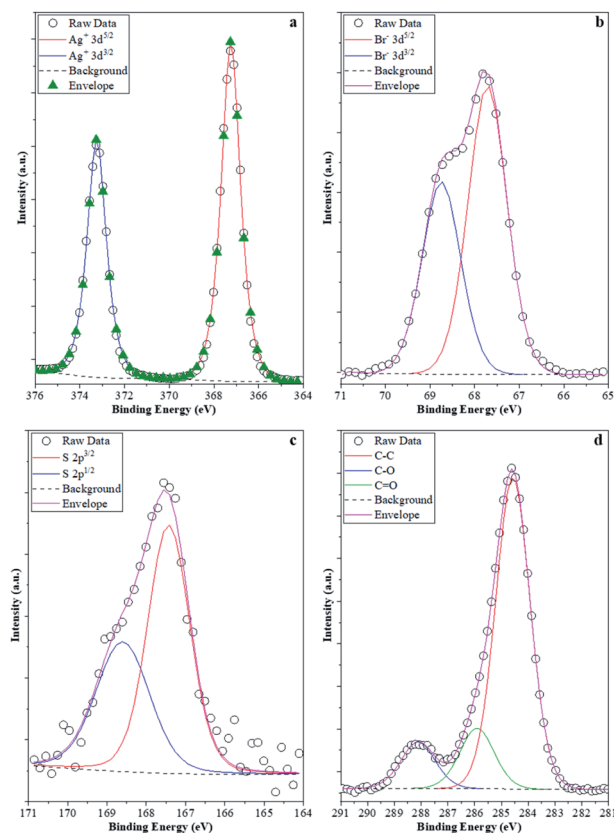 a
Raw Data
Ag⁺ 3d⁵/²
Ag⁺ 3d³/²
Background
Envelope
Intensity (a.u.)
376 374 372 370 368 366 364
Binding Energy (eV)
b
Raw Data
Br⁻ 3d⁵/²
Br⁻ 3d³/²
Background
Envelope
Intensity (a.u.)
71 70 69 68 67 66 65
Binding Energy (eV)
c
Raw Data
S 2p³/²
S 2p¹/²
Background
Envelope
Intensity (a.u.)
171 170 169 168 167 166 165 164
Binding Energy (eV)
d
Raw Data
C-C
C-O
C=O
Background
Envelope
Intensity (a.u.)
291 290 289 288 287 286 285 284 283 282 281
Binding Energy (eV)